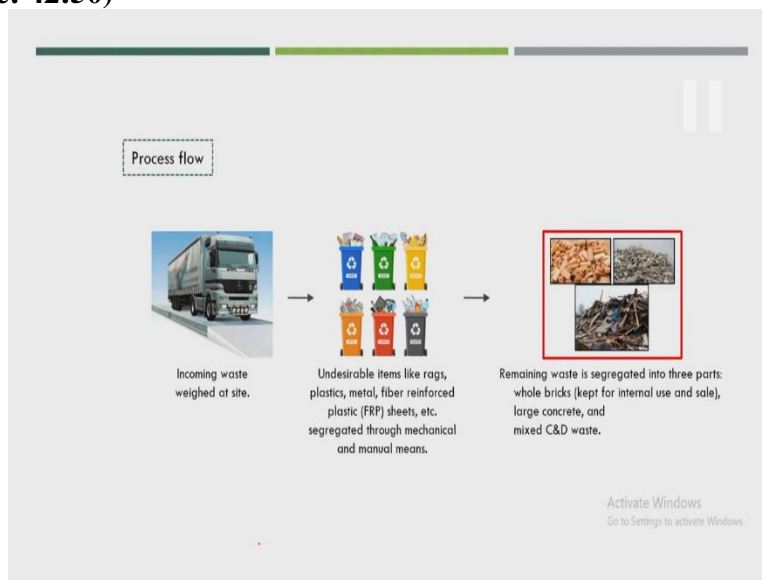 Process flow
Incoming waste
weighed at site.
Undesirable items like rags,
plastics, metal, fiber reinforced
plastic (FRP) sheets, etc.
segregated through mechanical
and manual means.
Remaining waste is segregated into three parts:
whole bricks (kept for internal use and sale),
large concrete, and
mixed C&D waste.
Activate Windows
Go to Settings to activate Windows.